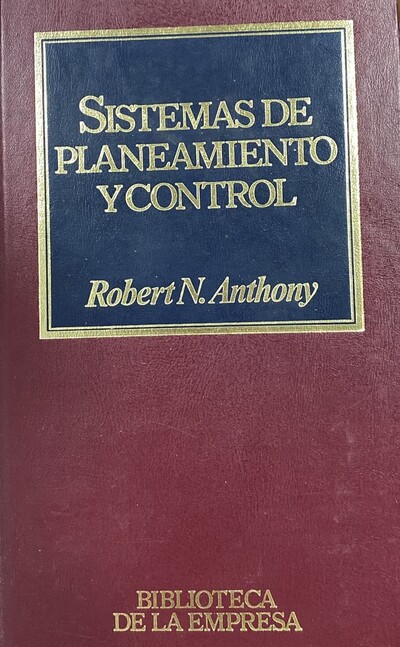 SISTEMAS DE
PLANEAMIENTO
Y CONTROL
Robert N. Anthony
BIBLIOTECA
DE LA EMPRESA